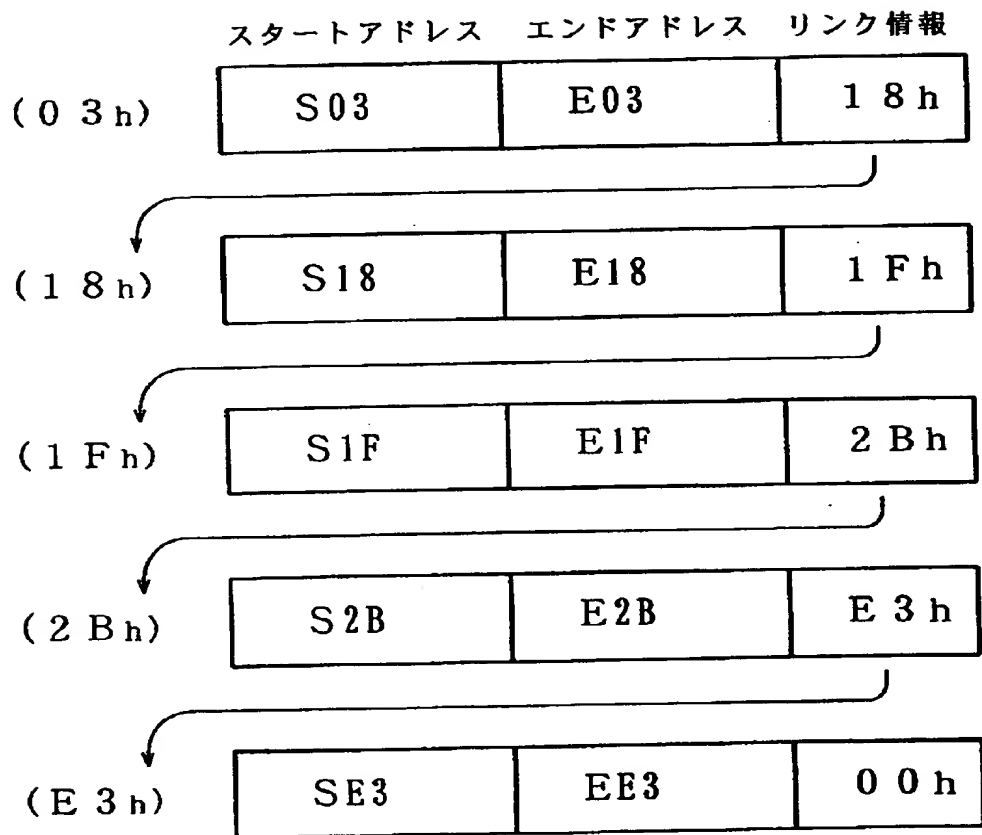 スタートアドレス エンドアドレス リンク情報
(03h) S03 E03 18h
(18h) S18 E18 1Fh
(1Fh) S1F E1F 2Bh
(2Bh) S2B E2B E3h
(E3h) SE3 EE3 00h